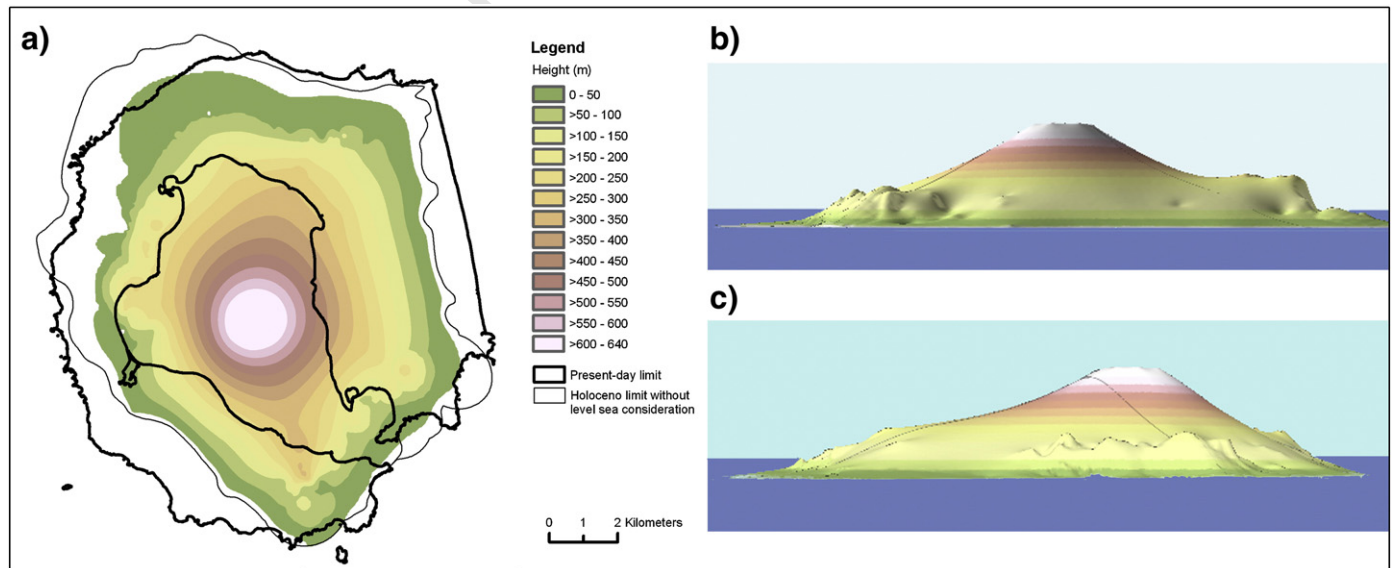 a)
Legend
Height (m)
0 - 50
>50 - 100
>100 - 150
>150 - 200
>200 - 250
>250 - 300
>300 - 350
>350 - 400
>400 - 450
>450 - 500
>500 - 550
>550 - 600
>600 - 640
Present-day limit
Holoceno limit without
level sea consideration
0 1 2 Kilometers
b)
c)